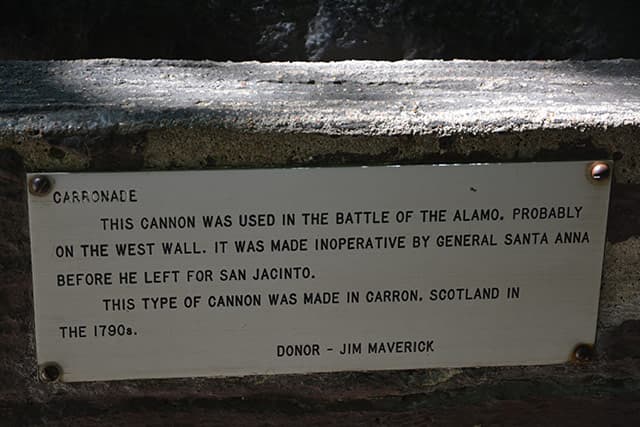 CARRONADE
THIS CANNON WAS USED IN THE BATTLE OF THE ALAMO. PROBABLY
ON THE WEST WALL. IT WAS MADE INOPERATIVE BY GENERAL SANTA ANNA
BEFORE HE LEFT FOR SAN JACINTO.
THIS TYPE OF CANNON WAS MADE IN CARRON. SCOTLAND IN
THE 1790s.
DONOR - JIM MAVERICK